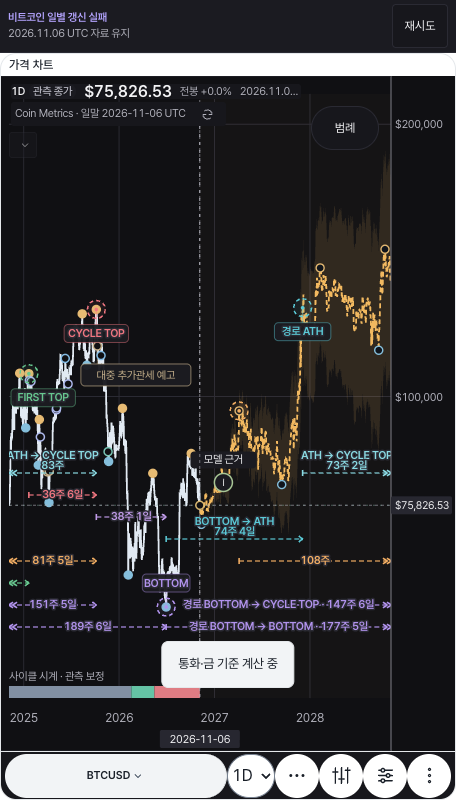 비트코인 일별 갱신 실패
2026.11.06 UTC 자료 유지
재시도
가격 차트
1D 관측 종가 $75,826.53 전봉 +0.0% 2026.11.0...
Coin Metrics · 일말 2026-11-06 UTC
범례
$200,000
CYCLE TOP
경로 ATH
대중 추가관세 예고
FIRST TOP
$100,000
ATH → CYCLE TOP
83주
모델 근거
ATH → CYCLE TOP
73주 2일
36주 6일
$75,826.53
38주 1일
BOTTOM → ATH
74주 4일
81주 5일
108주
BOTTOM
151주 5일
경로 BOTTOM → CYCLE TOP · 147주 6일
189주 6일
경로 BOTTOM → BOTTOM · 177주 5일
통화·금 기준 계산 중
사이클 시계 · 관측 보정
2025 2026 2027 2028
2026-11-06
BTCUSD
1D